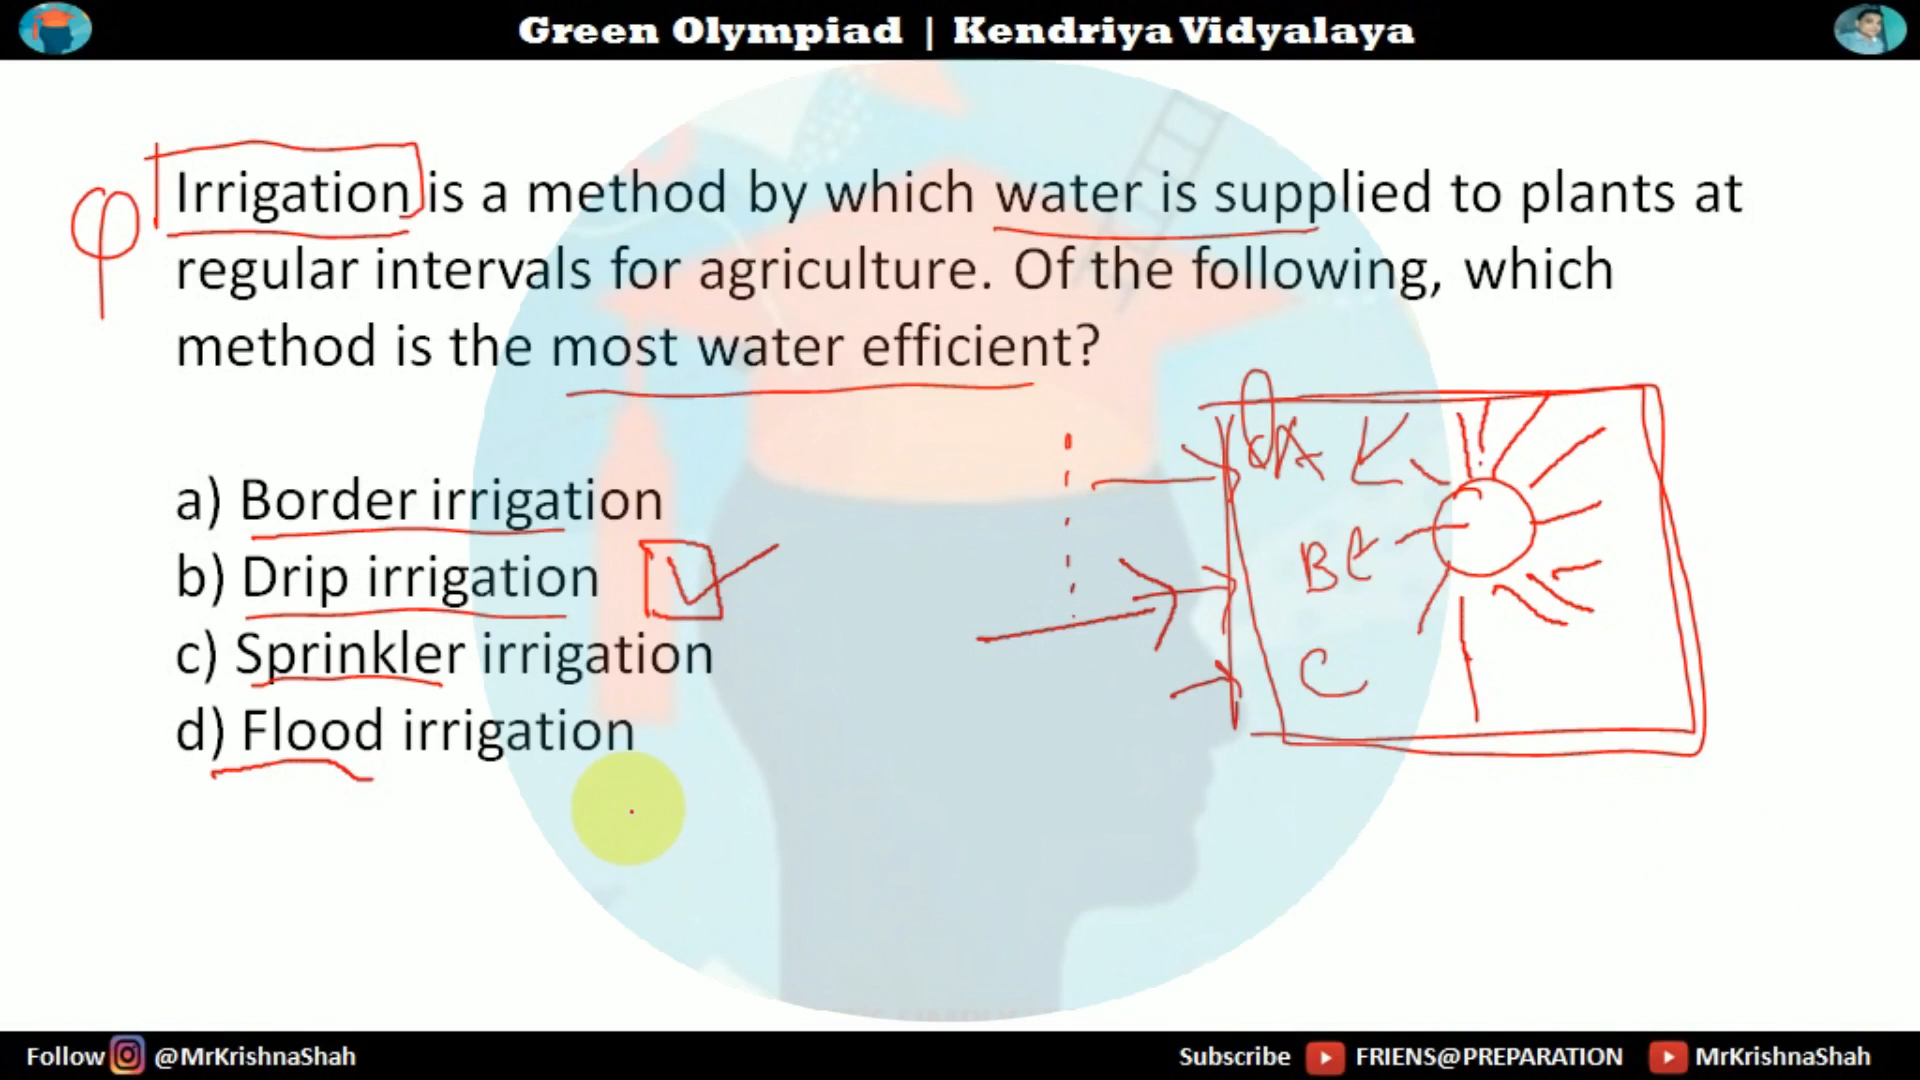 Green Olympiad | Kendriya Vidyalaya
Irrigation is a method by which water is supplied to plants at
regular intervals for agriculture. Of the following, which
method is the most water efficient?
a) Border irrigation
b) Drip irrigation
c) Sprinkler irrigation
d) Flood irrigation
A
B
C
Follow @MrKrishnaShah
Subscribe FRIENS@PREPARATION MrKrishnaShah